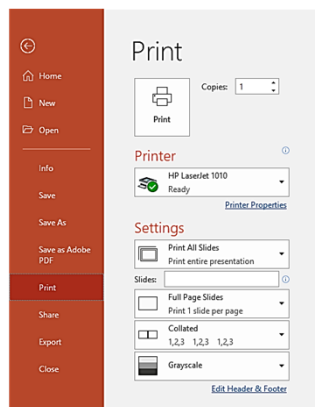 Home
New
Open
Info
Save
Save As
Save as Adobe
PDF
Print
Share
Export
Close
Print
Copies: 1
Print
Printer
HP LaserJet 1010
Ready
Printer Properties
Settings
Print All Slides
Print entire presentation
Slides:
Full Page Slides
Print 1 slide per page
Collated
1,2,3 1,2,3 1,2,3
Grayscale
Edit Header & Footer